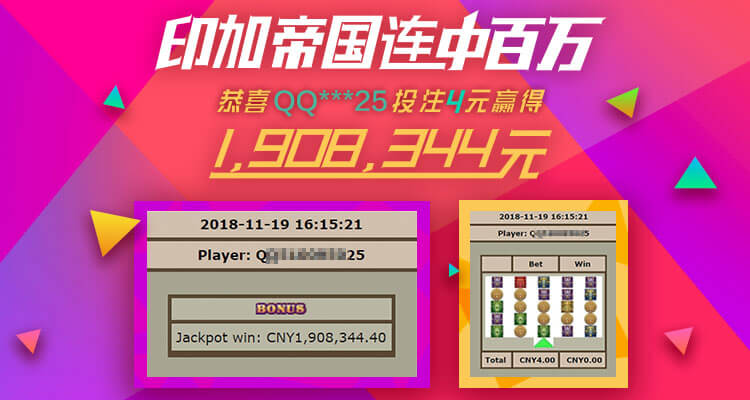 印加帝国连中百万
恭喜QQ***25投注4元赢得
1,908,344元
2018-11-19 16:15:21
Player: Q 25
BONUS
Jackpot win: CNY1,908,344.40
2018-11-19 16:15:21
Player: Q 5
Bet Win
Total CNY4.00 CNY0.00